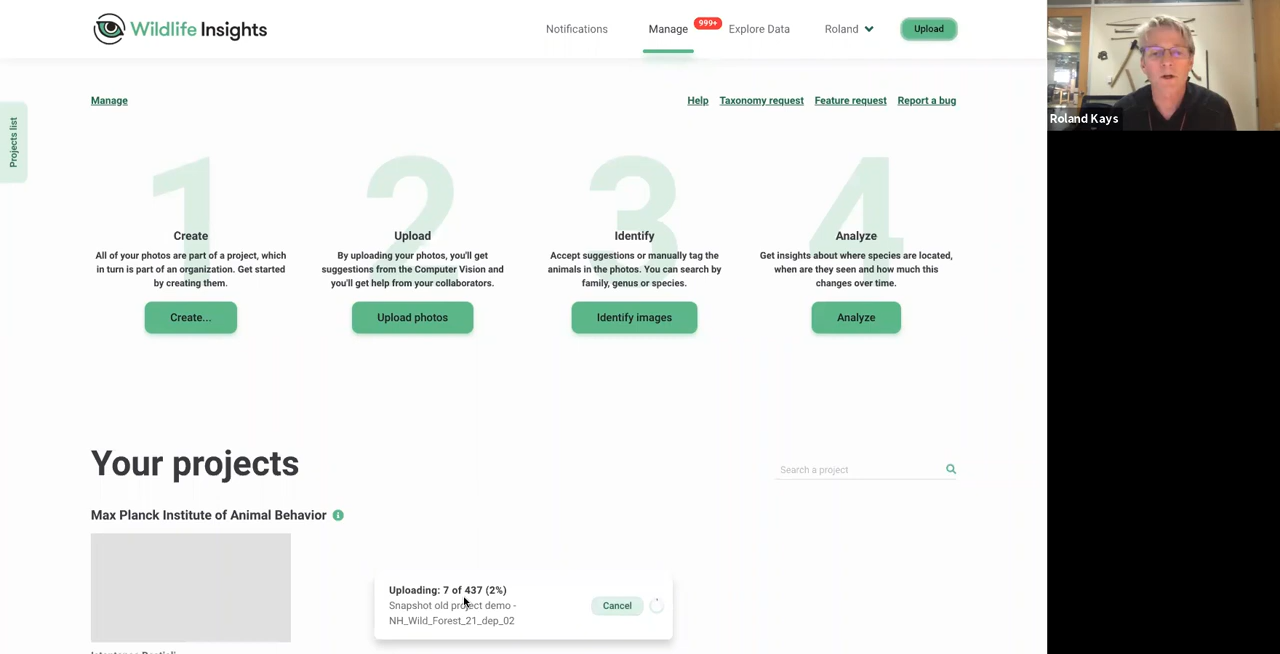 Wildlife Insights
Notifications
Manage
999+
Explore Data
Roland
Upload
Roland Kays
Projects list
Manage
Help
Taxonomy request
Feature request
Report a bug
1
Create
All of your photos are part of a project, which
in turn is part of an organization. Get started
by creating them.
Create...
2
Upload
By uploading your photos, you'll get
suggestions from the Computer Vision and
you'll get help from your collaborators.
Upload photos
3
Identify
Accept suggestions or manually tag the
animals in the photos. You can search by
family, genus or species.
Identify images
4
Analyze
Get insights about where species are located,
when are they seen and how much this
changes over time.
Analyze
Your projects
Search a project
Max Planck Institute of Animal Behavior
Uploading: 7 of 437 (2%)
Snapshot old project demo -
NH_Wild_Forest_21_dep_02
Cancel